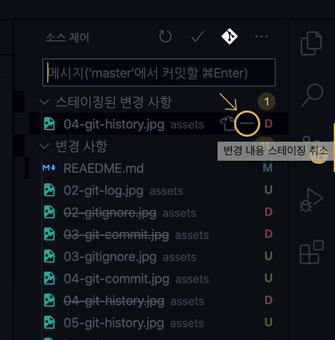 소스 제어
메시지('master'에서 커밋할 ⌘Enter)
스테이징된 변경 사항 1
04-git-history.jpg assets D
변경 내용 스테이징 취소
변경 사항
REAEDME.md M
02-git-log.jpg assets U
02-gitignore.jpg assets D
03-git-commit.jpg assets D
03-gitignore.jpg assets U
04-git-commit.jpg assets U
04-git-history.jpg assets D
05-git-history.jpg assets U